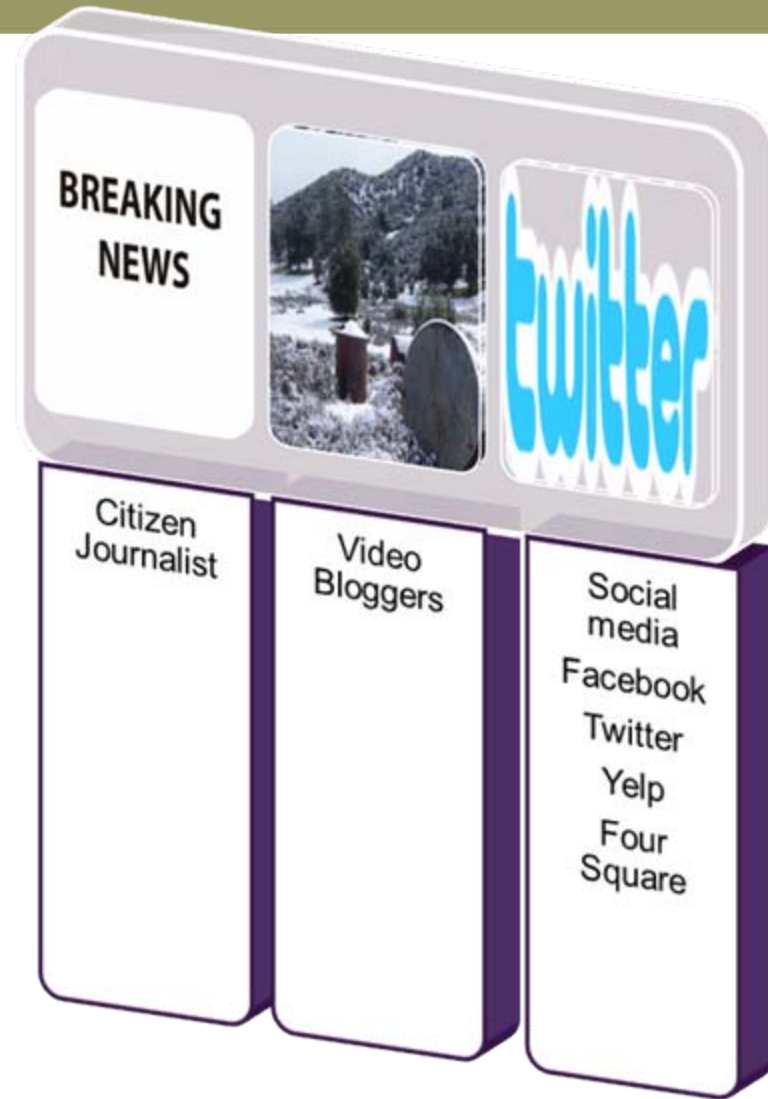 BREAKING
NEWS
twitter
Citizen
Journalist
Video
Bloggers
Social
media
Facebook
Twitter
Yelp
Four
Square